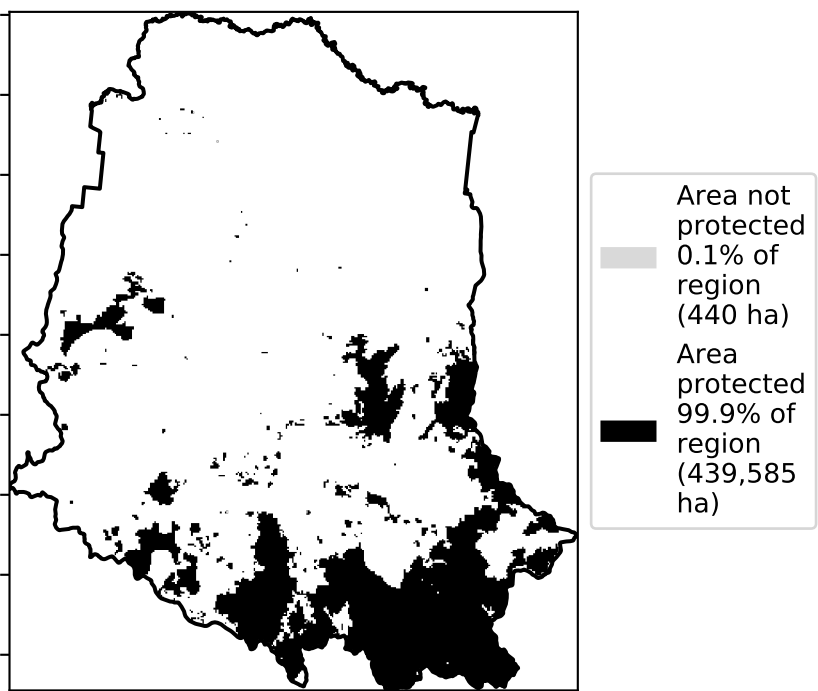 Area not
protected
0.1% of
region
(440 ha)
Area
protected
99.9% of
region
(439,585
ha)